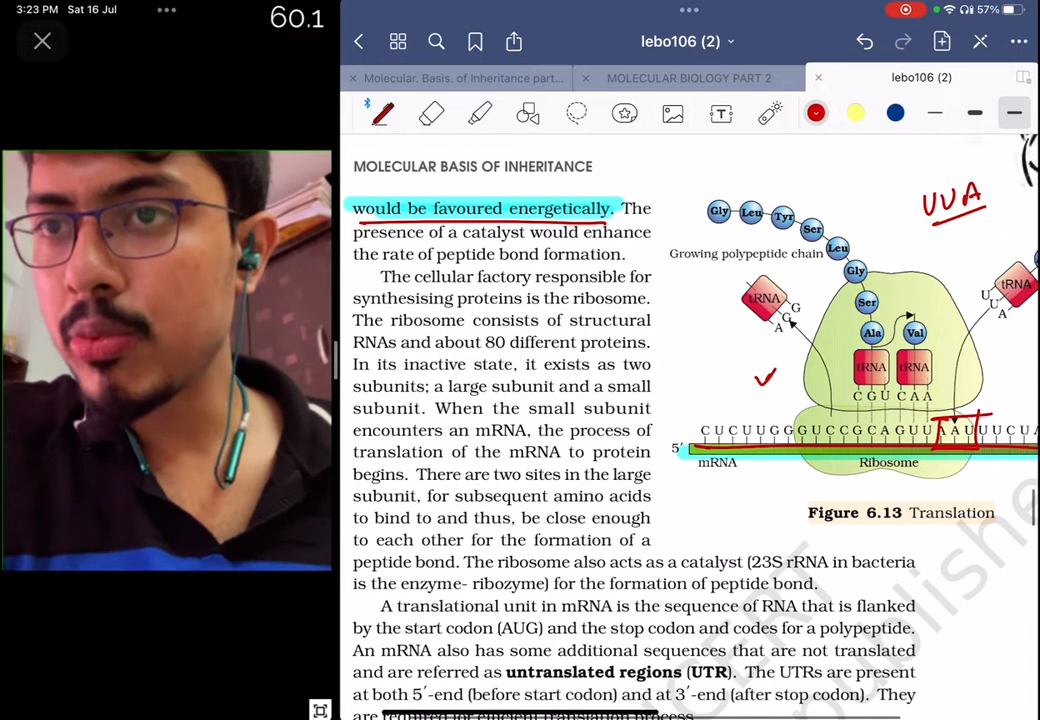 3:23 PM Sat 16 Jul
60.1
57%
lebo106 (2)
Molecular. Basis. of Inheritance part...
MOLECULAR BIOLOGY PART 2
lebo106 (2)
MOLECULAR BASIS OF INHERITANCE
would be favoured energetically. The
presence of a catalyst would enhance
the rate of peptide bond formation.
The cellular factory responsible for
synthesising proteins is the ribosome.
The ribosome consists of structural
RNAs and about 80 different proteins.
In its inactive state, it exists as two
subunits; a large subunit and a small
subunit. When the small subunit
encounters an mRNA, the process of
translation of the mRNA to protein
begins. There are two sites in the large
subunit, for subsequent amino acids
to bind to and thus, be close enough
to each other for the formation of a
peptide bond. The ribosome also acts as a catalyst (23S rRNA in bacteria
is the enzyme- ribozyme) for the formation of peptide bond.
A translational unit in mRNA is the sequence of RNA that is flanked
by the start codon (AUG) and the stop codon and codes for a polypeptide.
An mRNA also has some additional sequences that are not translated
and are referred as untranslated regions (UTR). The UTRs are present
at both 5′-end (before start codon) and at 3′-end (after stop codon). They
are required for efficient translation process.
UUA
Gly Leu Tyr Ser Leu Gly Ser Ala Val
Growing polypeptide chain
tRNA
A G G
tRNA
U U A
tRNA tRNA
C G U C A A
C U C U U G G G U C C G C A G U U A A U U U C U A
5′
mRNA
Ribosome
Figure 6.13 Translation